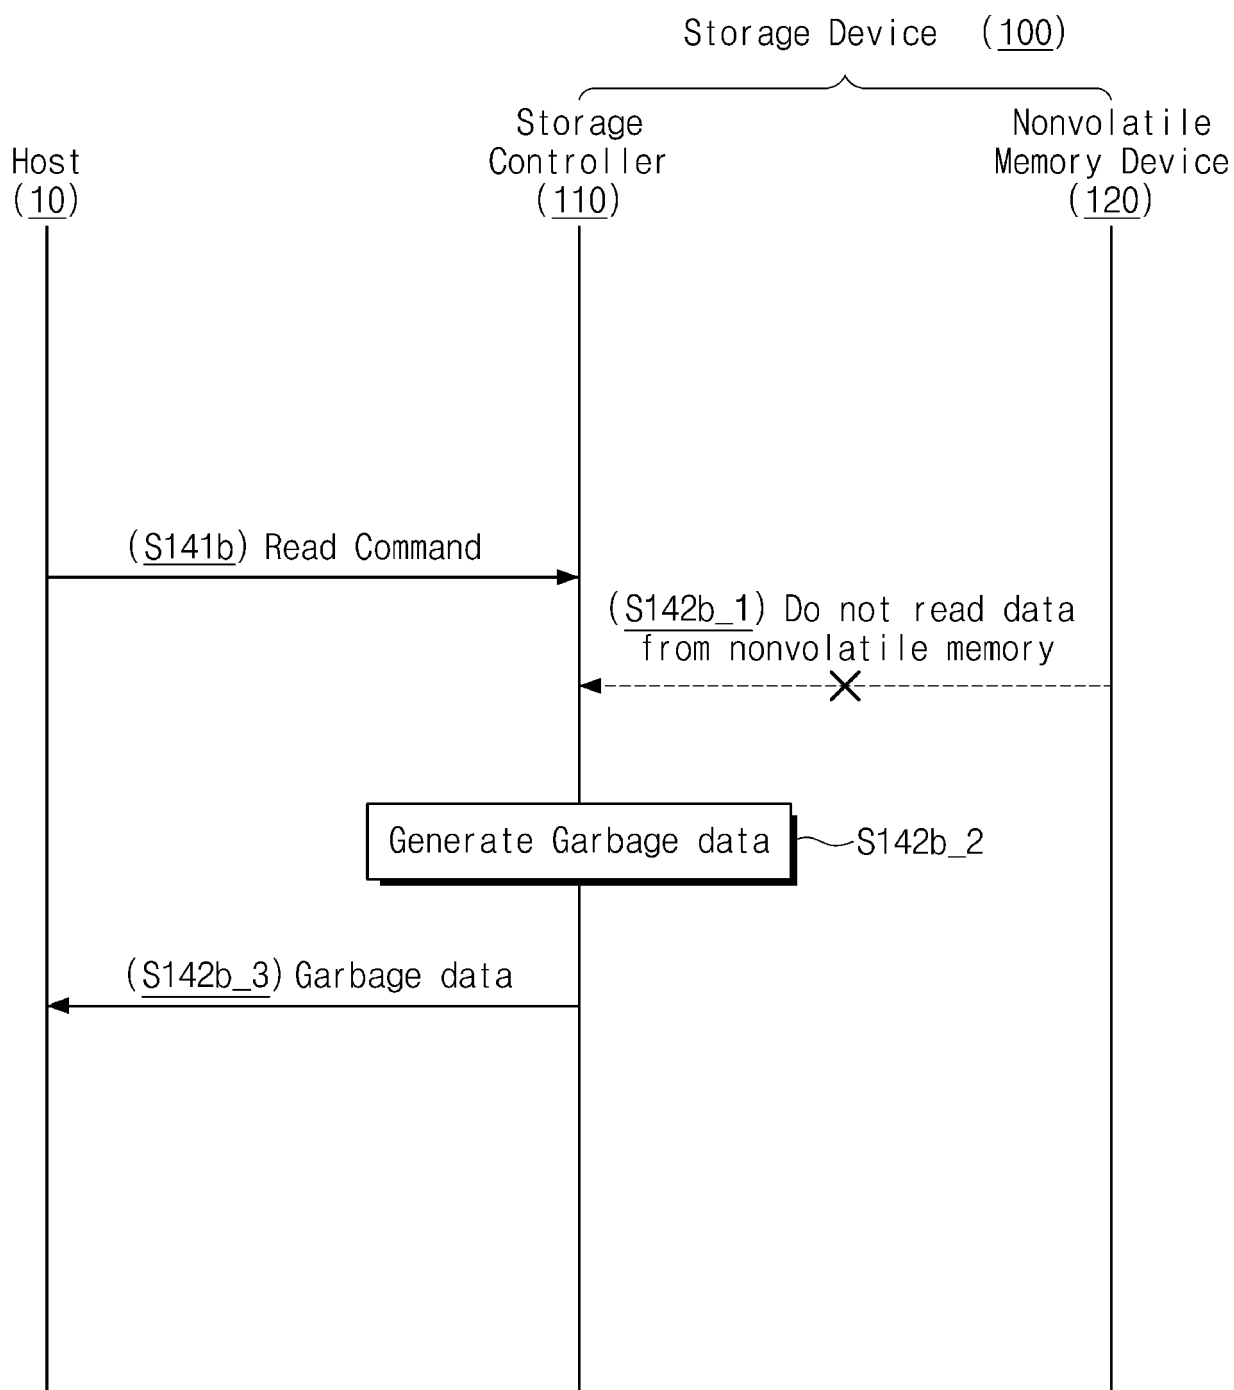 Storage Device (100)
Host
(10)
Storage
Controller
(110)
Nonvolatile
Memory Device
(120)
(S141b) Read Command
(S142b_1) Do not read data
from nonvolatile memory
Generate Garbage data
S142b_2
(S142b_3) Garbage data